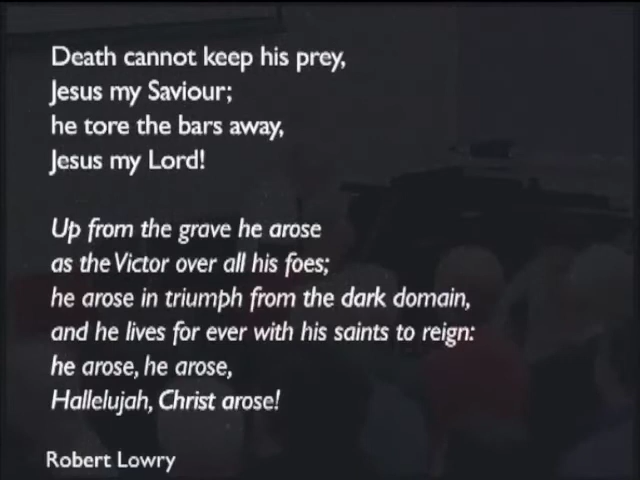 Death cannot keep his prey,
Jesus my Saviour;
he tore the bars away,
Jesus my Lord!
Up from the grave he arose
as the Victor over all his foes;
he arose in triumph from the dark domain,
and he lives for ever with his saints to reign:
he arose, he arose,
Hallelujah, Christ arose!
Robert Lowry